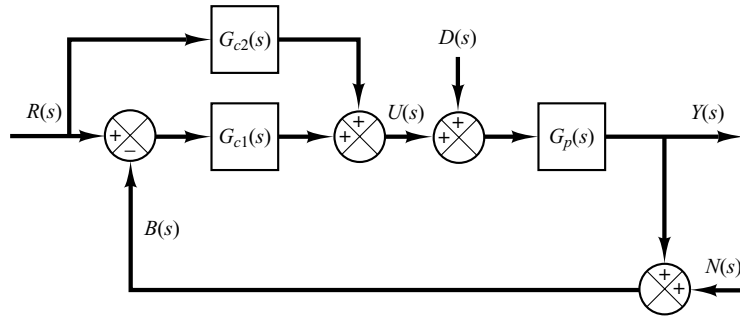 G_{c2}(s)
D(s)
+
R(s)
U(s)
Y(s)
+
−
G_{c1}(s)
+
+
+
G_p(s)
B(s)
+
+
N(s)